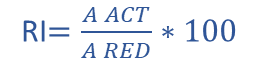 RI= A ACT / A RED * 100